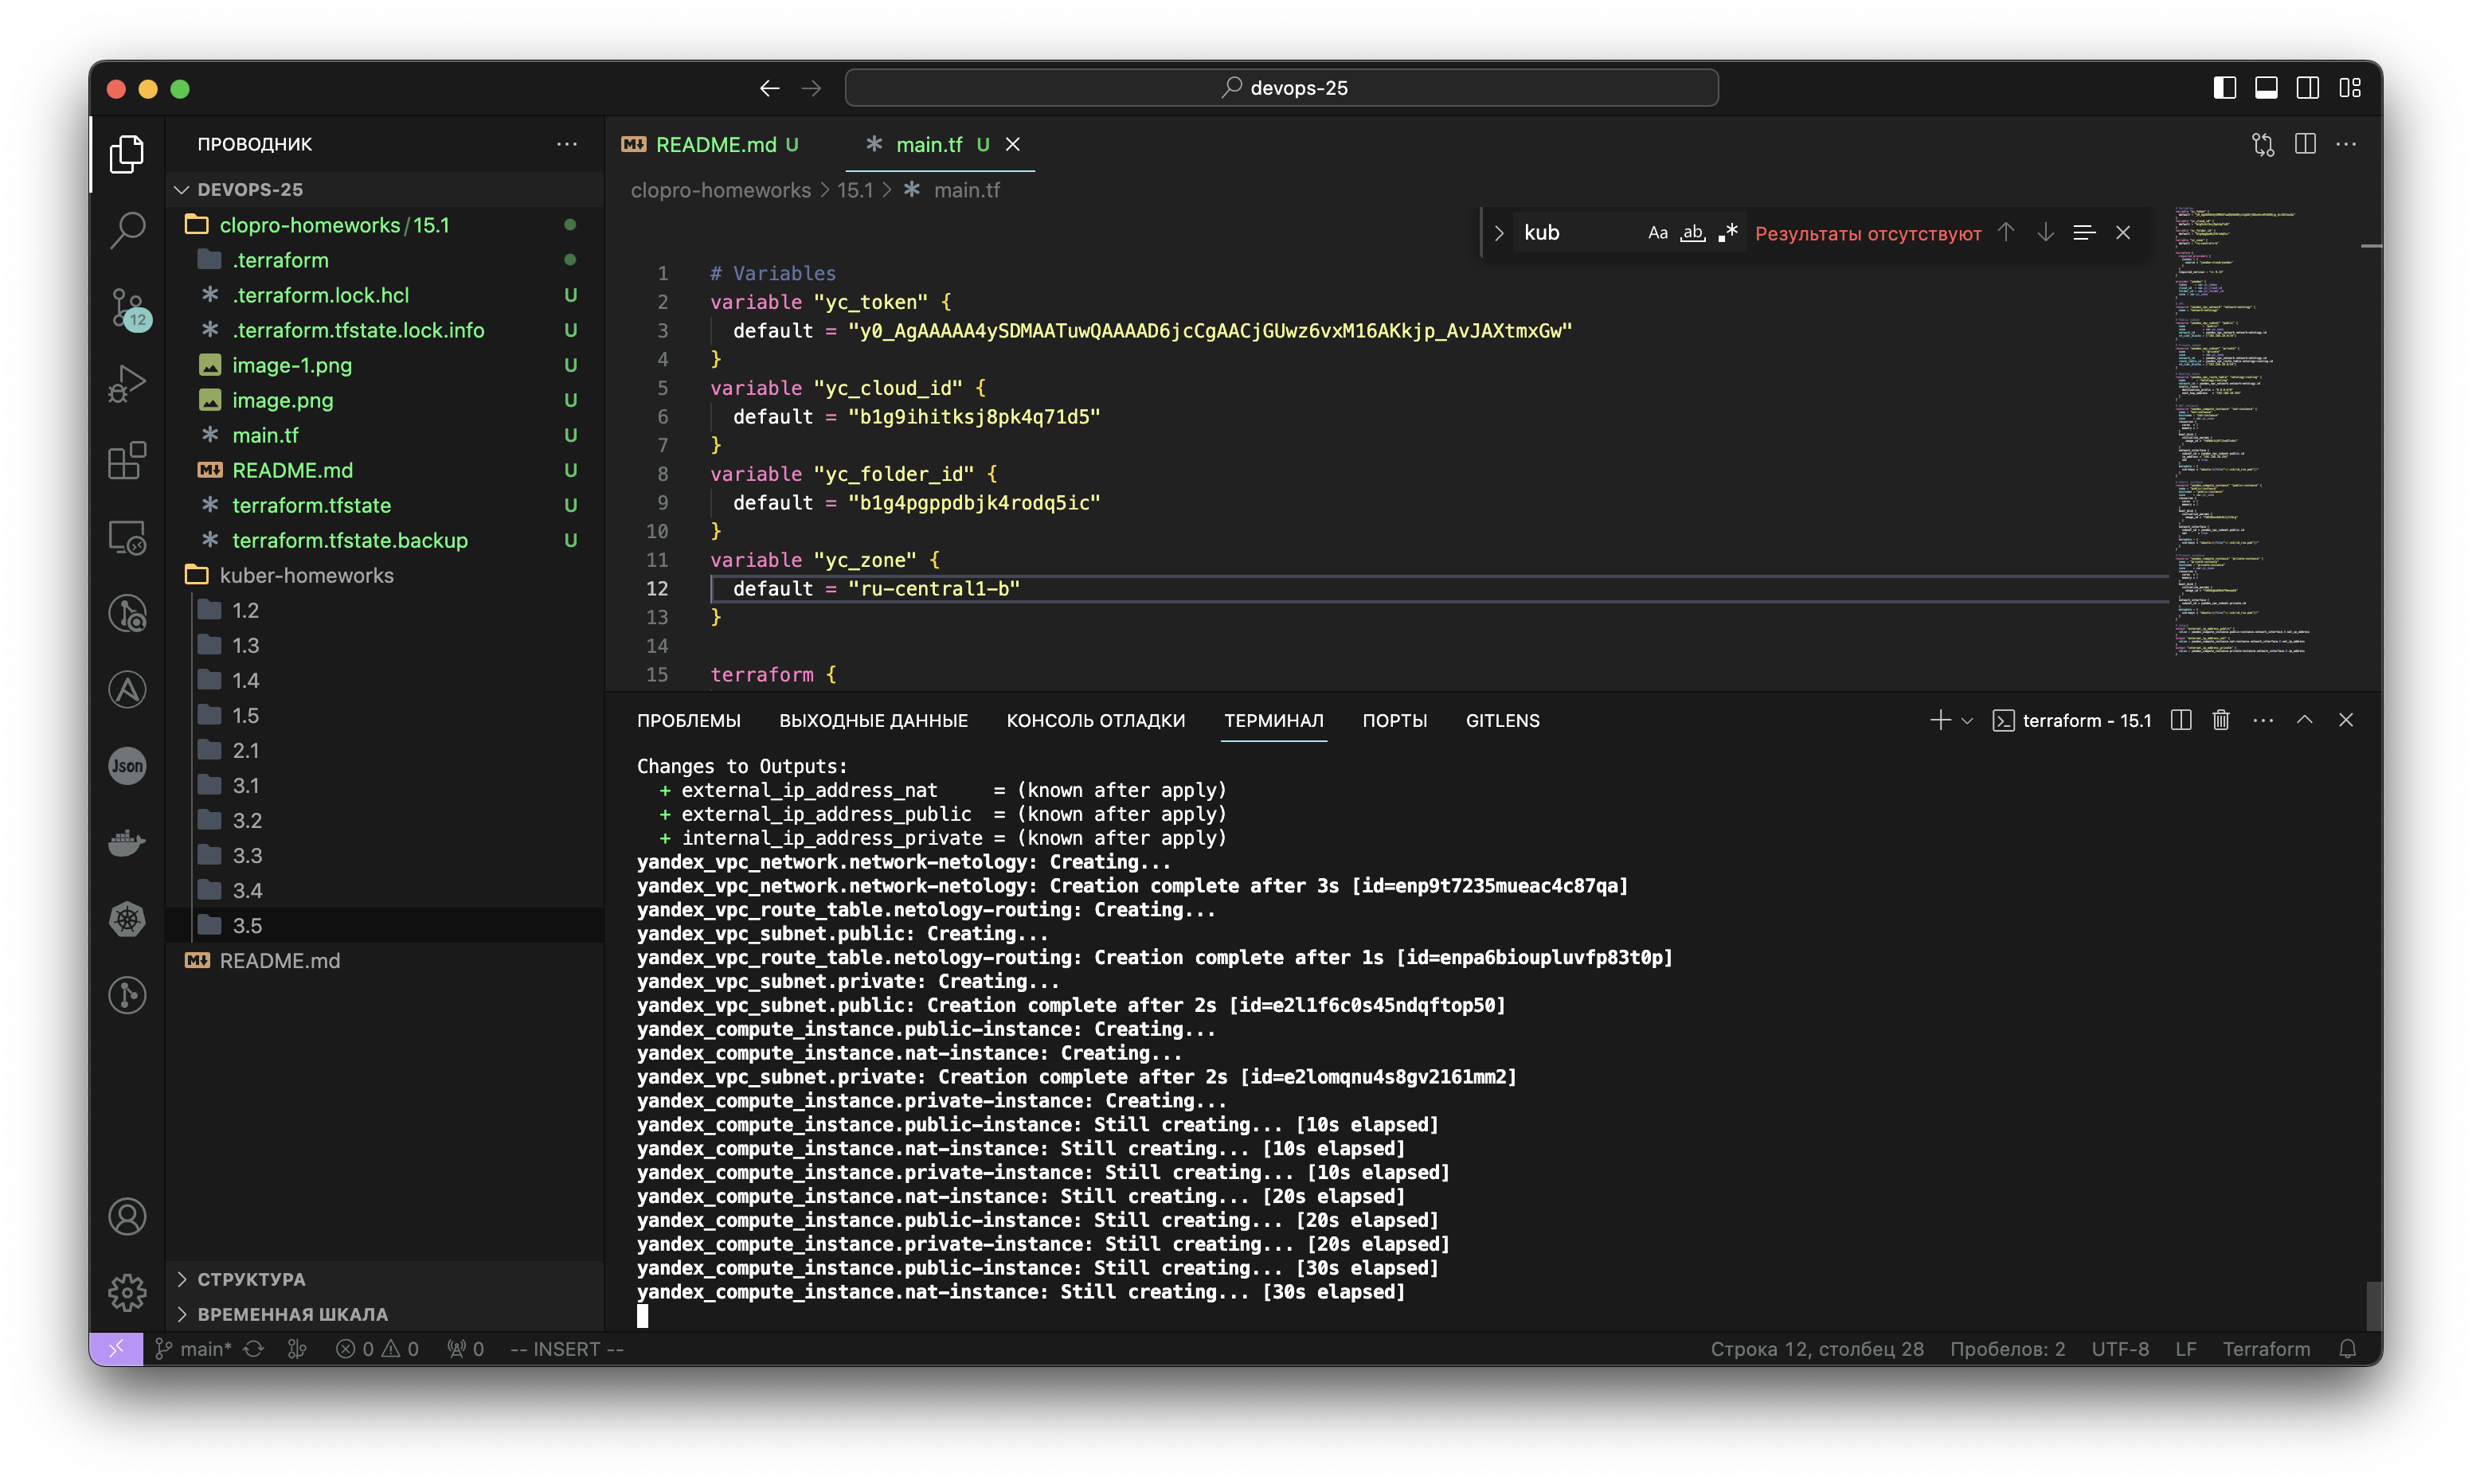 devops-25
ПРОВОДНИК
DEVOPS-25
clopro-homeworks/15.1
.terraform
.terraform.lock.hcl U
.terraform.tfstate.lock.info U
image-1.png U
image.png U
main.tf U
README.md U
terraform.tfstate U
terraform.tfstate.backup U
kuber-homeworks
1.2
1.3
1.4
1.5
2.1
3.1
3.2
3.3
3.4
3.5
README.md
СТРУКТУРА
ВРЕМЕННАЯ ШКАЛА
12
Json
README.md U
main.tf U
clopro-homeworks > 15.1 > main.tf
kub Aa ab Результаты отсутствуют
1 # Variables
2 variable "yc_token" {
3 default = "y0_AgAAAAA4ySDMAATuwQAAAAD6jcCgAACjGUwz6vxM16AKkjp_AvJAXtmxGw"
4 }
5 variable "yc_cloud_id" {
6 default = "b1g9ihitksj8pk4q71d5"
7 }
8 variable "yc_folder_id" {
9 default = "b1g4pgppdbjk4rodq5ic"
10 }
11 variable "yc_zone" {
12 default = "ru-central1-b"
13 }
14
15 terraform {
ПРОБЛЕМЫ ВЫХОДНЫЕ ДАННЫЕ КОНСОЛЬ ОТЛАДКИ ТЕРМИНАЛ ПОРТЫ GITLENS
terraform - 15.1
Changes to Outputs:
+ external_ip_address_nat = (known after apply)
+ external_ip_address_public = (known after apply)
+ internal_ip_address_private = (known after apply)
yandex_vpc_network.network-netology: Creating...
yandex_vpc_network.network-netology: Creation complete after 3s [id=enp9t7235mueac4c87qa]
yandex_vpc_route_table.netology-routing: Creating...
yandex_vpc_subnet.public: Creating...
yandex_vpc_route_table.netology-routing: Creation complete after 1s [id=enpa6bioupluvfp83t0p]
yandex_vpc_subnet.private: Creating...
yandex_vpc_subnet.public: Creation complete after 2s [id=e2l1f6c0s45ndqftop50]
yandex_compute_instance.public-instance: Creating...
yandex_compute_instance.nat-instance: Creating...
yandex_vpc_subnet.private: Creation complete after 2s [id=e2lomqnu4s8gv2161mm2]
yandex_compute_instance.private-instance: Creating...
yandex_compute_instance.public-instance: Still creating... [10s elapsed]
yandex_compute_instance.nat-instance: Still creating... [10s elapsed]
yandex_compute_instance.private-instance: Still creating... [10s elapsed]
yandex_compute_instance.nat-instance: Still creating... [20s elapsed]
yandex_compute_instance.public-instance: Still creating... [20s elapsed]
yandex_compute_instance.private-instance: Still creating... [20s elapsed]
yandex_compute_instance.public-instance: Still creating... [30s elapsed]
yandex_compute_instance.nat-instance: Still creating... [30s elapsed]
main* 0 0 0 -- INSERT -- Строка 12, столбец 28 Пробелов: 2 UTF-8 LF Terraform